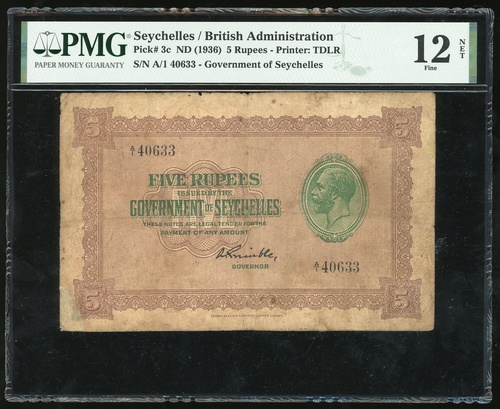 PMG
PAPER MONEY GUARANTY
Seychelles / British Administration
Pick# 3c ND (1936) 5 Rupees - Printer: TDLR
S/N A/1 40633 - Government of Seychelles
12 NET
Fine
5 5
A/1 40633
FIVE RUPEES
ISSUED BY THE
GOVERNMENT OF SEYCHELLES
THESE NOTES ARE LEGAL TENDER FOR THE
PAYMENT OF ANY AMOUNT
GOVERNOR
A/1 40633
5 5